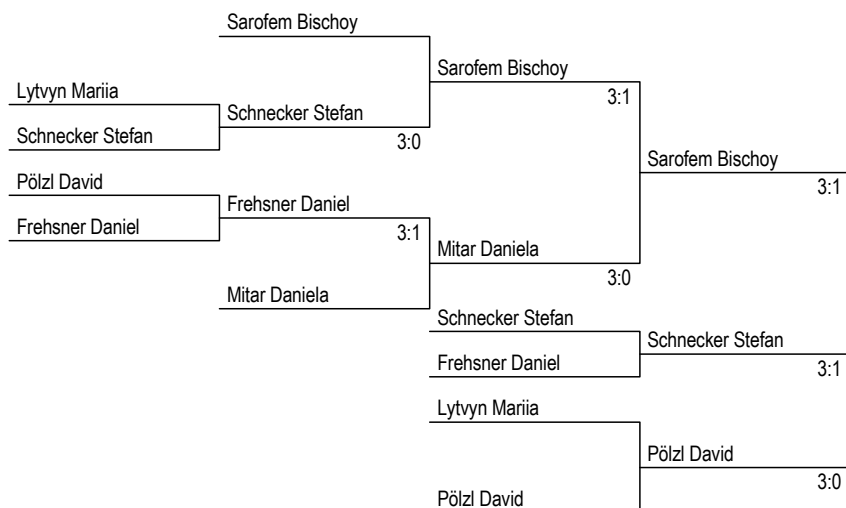 Sarofem Bischoy
Sarofem Bischoy
3:1
Lytvyn Mariia
Schnecker Stefan
3:0
Schnecker Stefan
Sarofem Bischoy
3:1
Pölzl David
Frehsner Daniel
3:1
Frehsner Daniel
Mitar Daniela
3:0
Mitar Daniela
Schnecker Stefan
Schnecker Stefan
3:1
Frehsner Daniel
Lytvyn Mariia
Pölzl David
3:0
Pölzl David